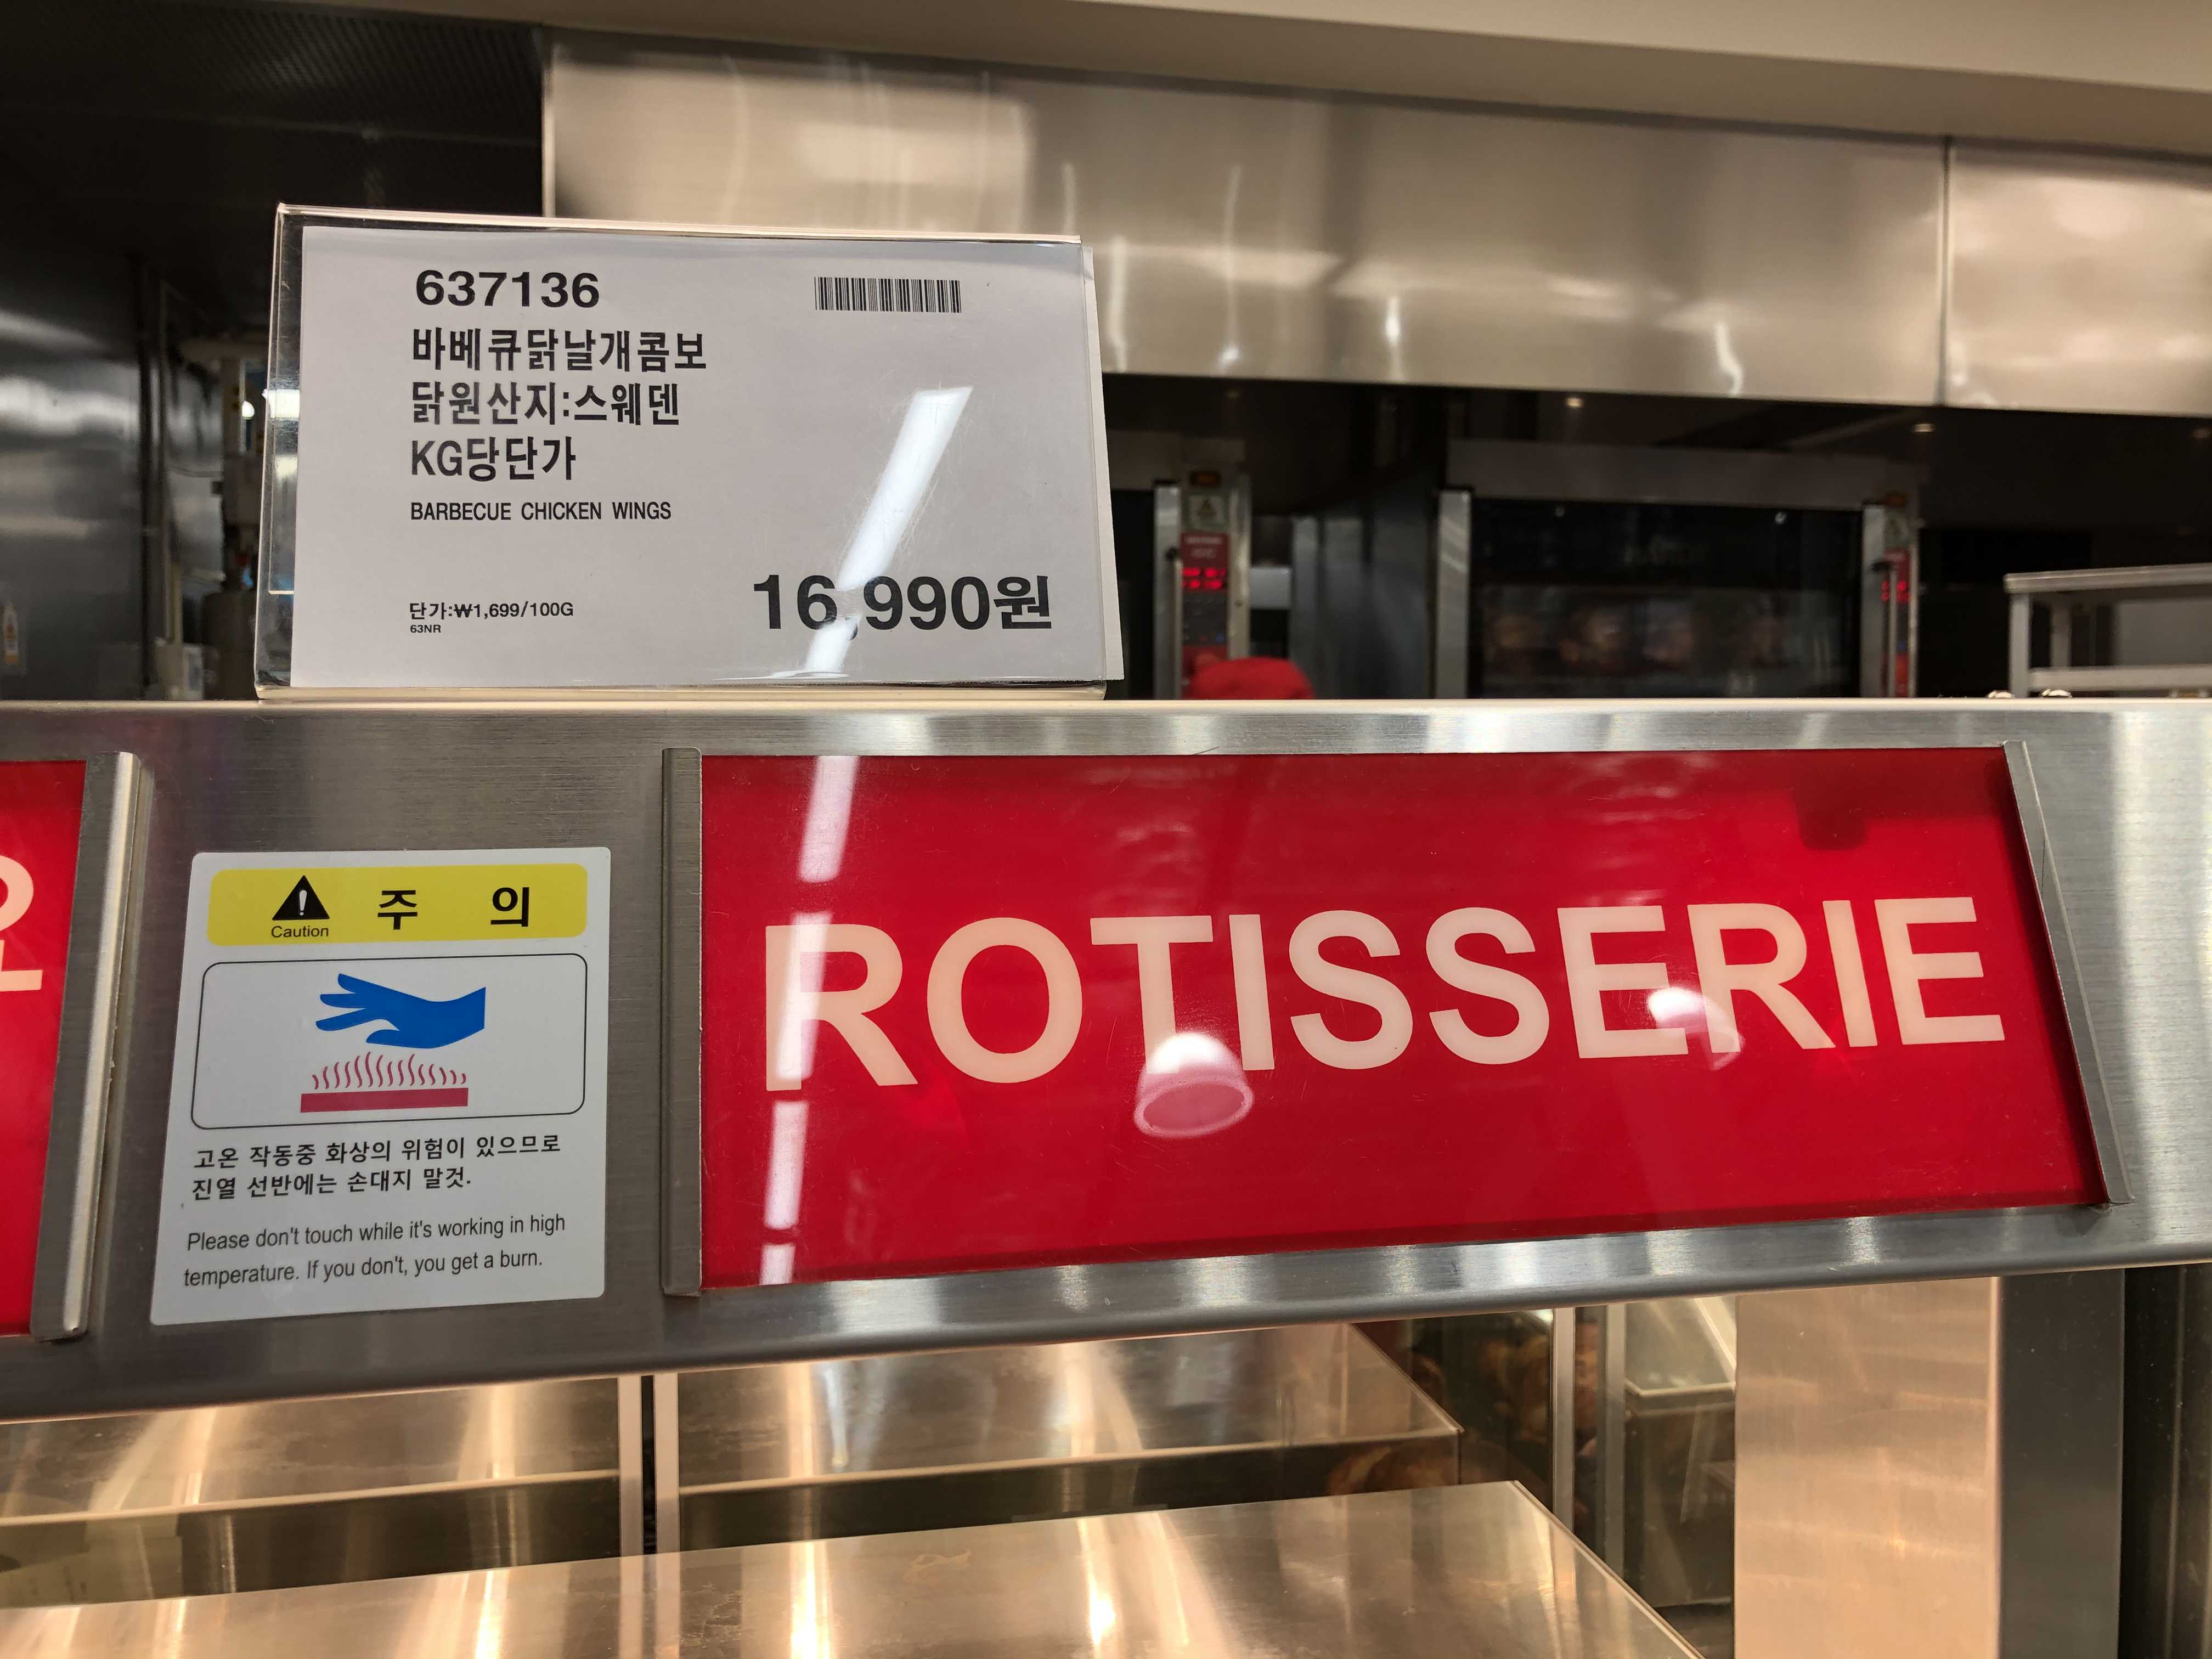 637136
바베큐닭날개콤보
닭원산지:스웨덴
KG당단가
BARBECUE CHICKEN WINGS
단가:₩1,699/100G
63NR
16,990원
주 의
Caution
고온 작동중 화상의 위험이 있으므로
진열 선반에는 손대지 말것.
Please don't touch while it's working in high
temperature. If you don't, you get a burn.
ROTISSERIE